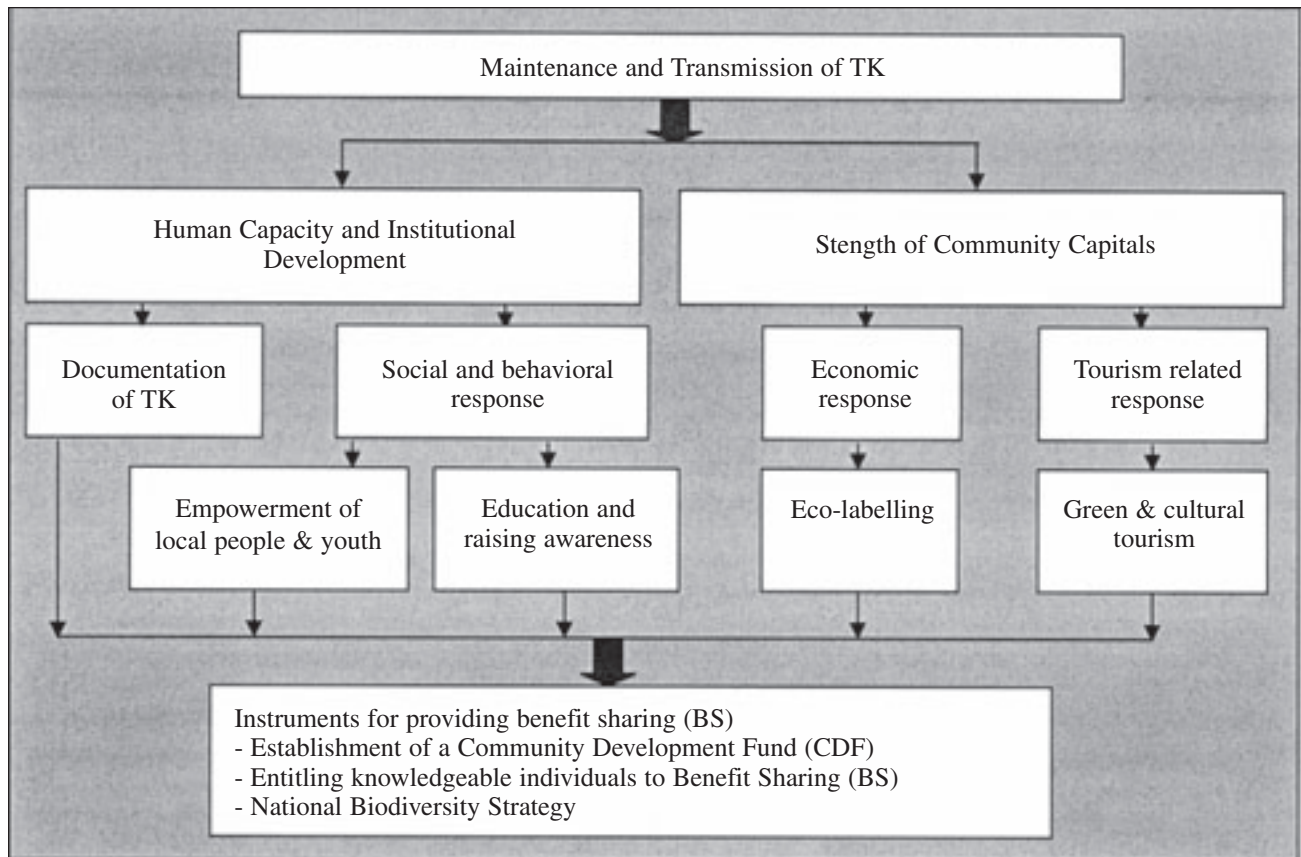 Maintenance and Transmission of TK
Human Capacity and Institutional
Development
Stength of Community Capitals
Documentation
of TK
Social and behavioral
response
Economic
response
Tourism related
response
Empowerment of
local people & youth
Education and
raising awareness
Eco-labelling
Green & cultural
tourism
Instruments for providing benefit sharing (BS)
- Establishment of a Community Development Fund (CDF)
- Entitling knowledgeable individuals to Benefit Sharing (BS)
- National Biodiversity Strategy